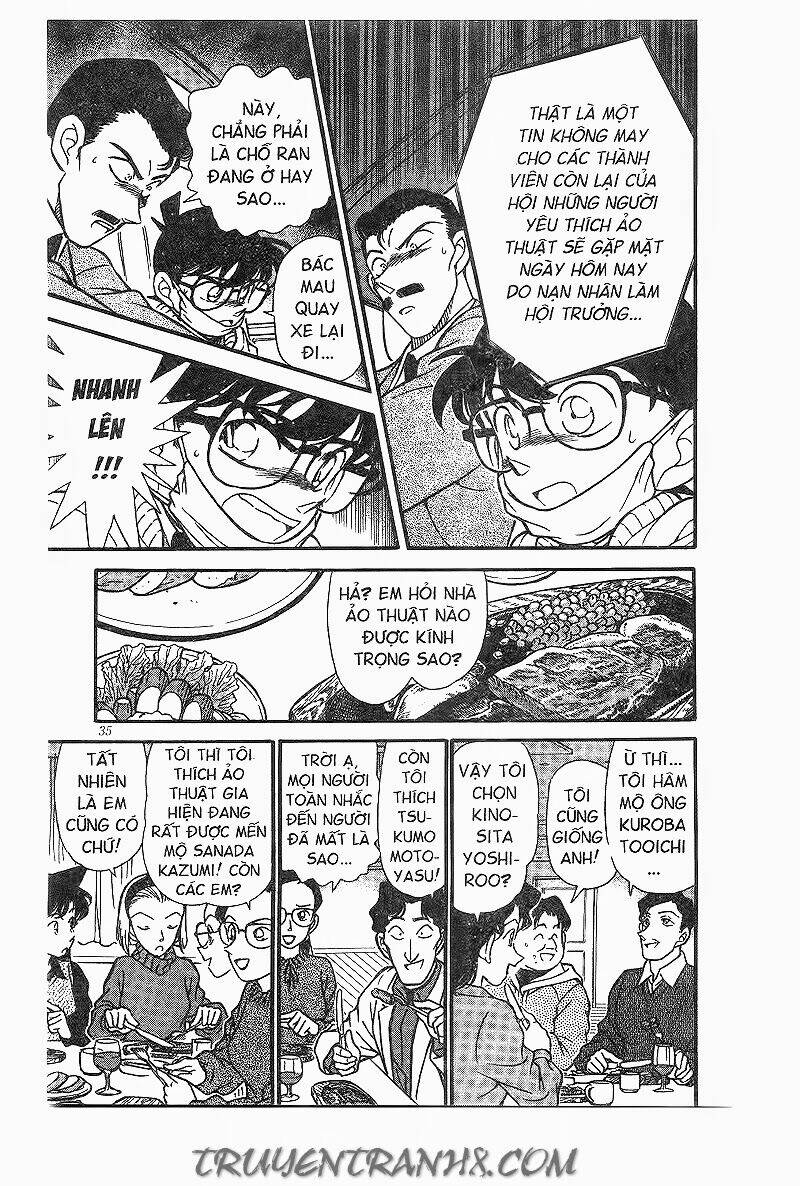 THẬT LÀ MỘT
TIN KHÔNG MAY
CHO CÁC THÀNH
VIÊN CÒN LẠI CỦA
HỘI NHỮNG NGƯỜI
YÊU THÍCH ẢO
THUẬT SẼ GẶP MẶT
NGÀY HÔM NAY
DO NẠN NHÂN LÀM
HỘI TRƯỞNG...
NÀY,
CHẲNG PHẢI
LÀ CHỖ RAN
ĐANG Ở HAY
SAO...
BÁC
MAU
QUAY
XE LẠI
ĐI...
NHANH
LÊN
!!!
HẢ? EM HỎI NHÀ
ẢO THUẬT NÀO
ĐƯỢC KÍNH
TRỌNG SAO?
35
Ừ THÌ...
TÔI HÂM
MỘ ÔNG
KUROBA
TOOICHI
...
TÔI
CŨNG
GIỐNG
ANH!
VẬY TÔI
CHỌN
KINO-
SITA
YOSHI-
ROO?
CÒN
TÔI
THÍCH
TSU-
KUMO
MOTO-
YASU!
TRỜI Ạ,
MỌI NGƯỜI
TOÀN NHẮC
ĐẾN NGƯỜI
ĐÃ MẤT LÀ
SAO...
TÔI THÌ TÔI
THÍCH ẢO
THUẬT GIA
HIỆN ĐANG
RẤT ĐƯỢC MẾN
MỘ SANADA
KAZUMI! CÒN
CÁC EM?
TẤT
NHIÊN
LÀ EM
CŨNG CÓ
CHỨ!
TRUYENTRANH8.COM